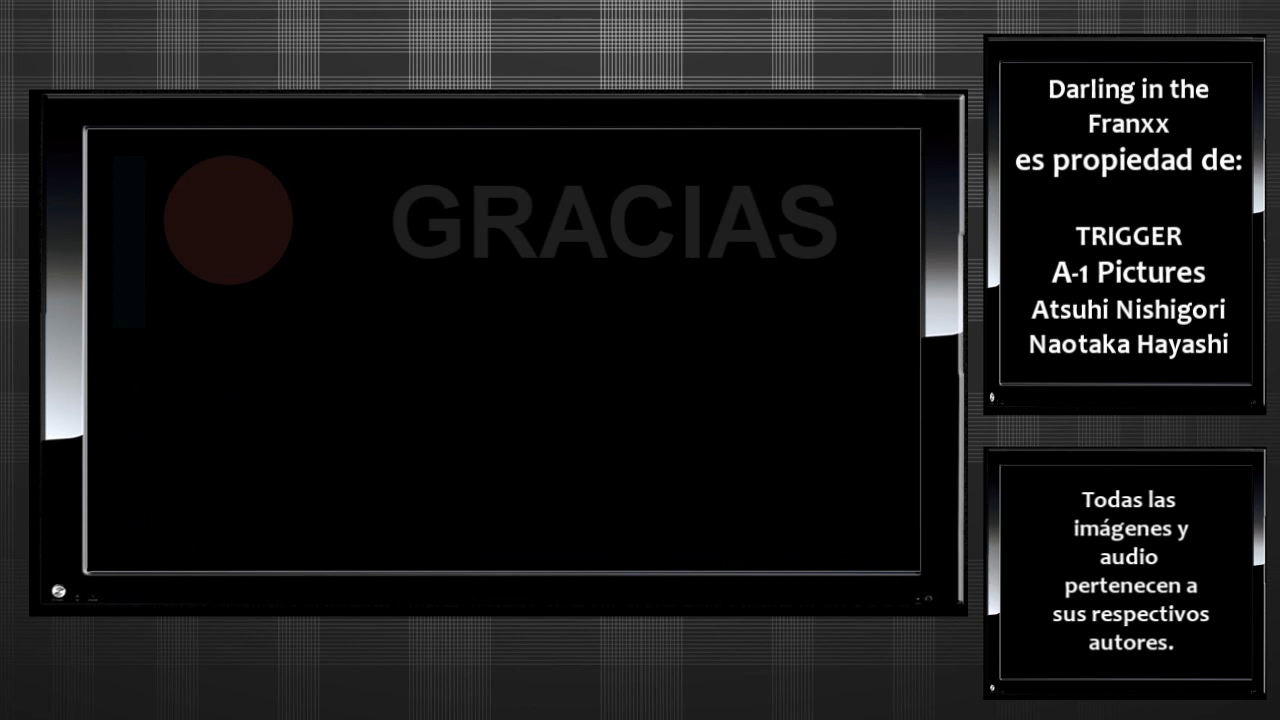 GRACIAS
Darling in the
Franxx
es propiedad de:
TRIGGER
A-1 Pictures
Atsuhi Nishigori
Naotaka Hayashi
Todas las
imágenes y
audio
pertenecen a
sus respectivos
autores.